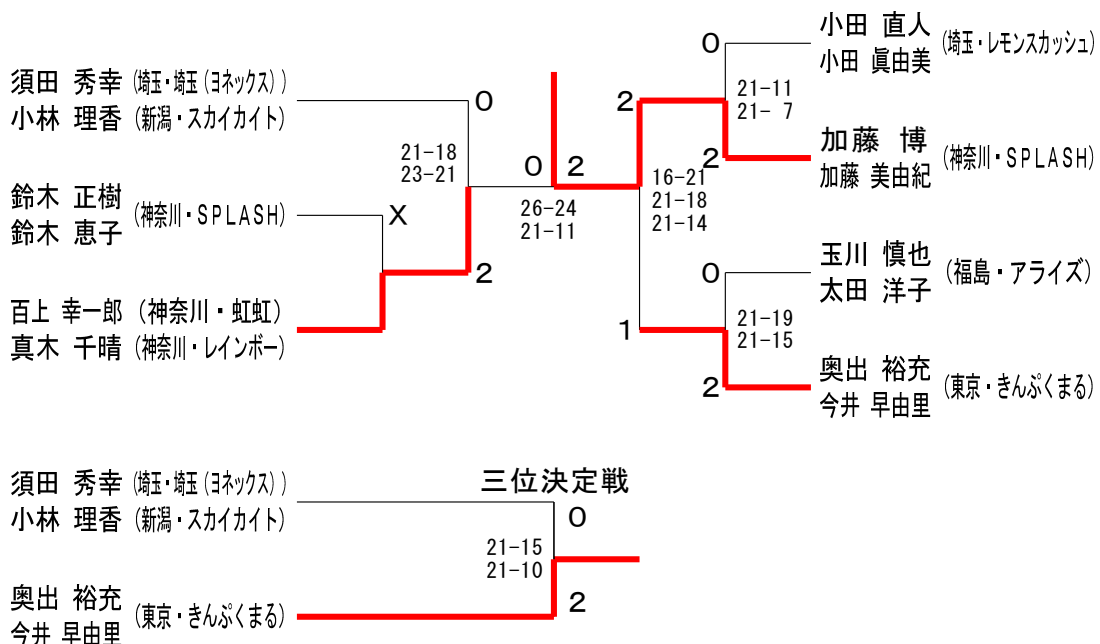 須田 秀幸 (埼玉・埼玉(ヨネックス))
小林 理香 (新潟・スカイカイト)
鈴木 正樹
鈴木 恵子
(神奈川・SPLASH)
百上 幸一郎 (神奈川・虹虹)
真木 千晴 (神奈川・レインボー)
0
21-18
23-21
X
2
0
2
26-24
21-11
2
16-21
21-18
21-14
1
0
21-11
21- 7
2
0
21-19
21-15
2
小田 直人
小田 眞由美
(埼玉・レモンスカッシュ)
加藤 博
加藤 美由紀
(神奈川・SPLASH)
玉川 慎也
太田 洋子
(福島・アライズ)
奥出 裕充
今井 早由里
(東京・きんぷくまる)
三位決定戦
須田 秀幸 (埼玉・埼玉(ヨネックス))
小林 理香 (新潟・スカイカイト)
0
21-15
21-10
2
奥出 裕充
今井 早由里
(東京・きんぷくまる)